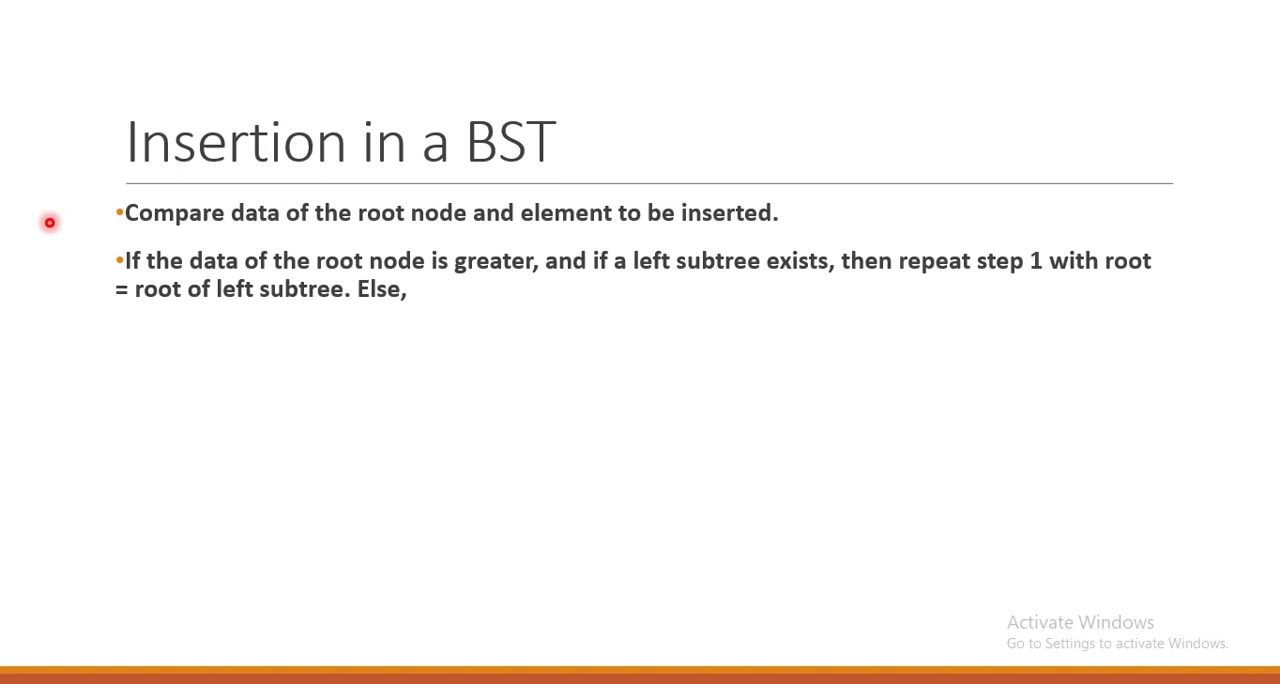 Insertion in a BST
•Compare data of the root node and element to be inserted.
•If the data of the root node is greater, and if a left subtree exists, then repeat step 1 with root
= root of left subtree. Else,
Activate Windows
Go to Settings to activate Windows.